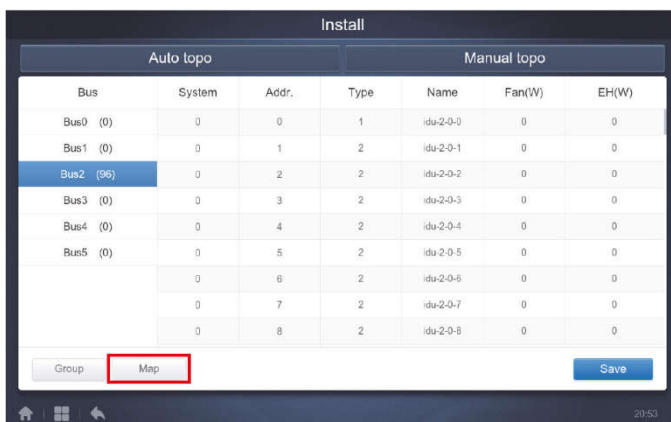 Install
Auto topo Manual topo
Bus System Addr. Type Name Fan(W) EH(W)
Bus0 (0) 0 0 1 idu-2-0-0 0 0
Bus1 (0) 0 1 2 idu-2-0-1 0 0
Bus2 (96) 0 2 2 idu-2-0-2 0 0
Bus3 (0) 0 3 2 idu-2-0-3 0 0
Bus4 (0) 0 4 2 idu-2-0-4 0 0
Bus5 (0) 0 5 2 idu-2-0-5 0 0
0 6 2 idu-2-0-6 0 0
0 7 2 idu-2-0-7 0 0
0 8 2 idu-2-0-8 0 0
Group Map Save
20:53